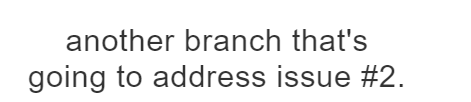 another branch that's
going to address issue #2.